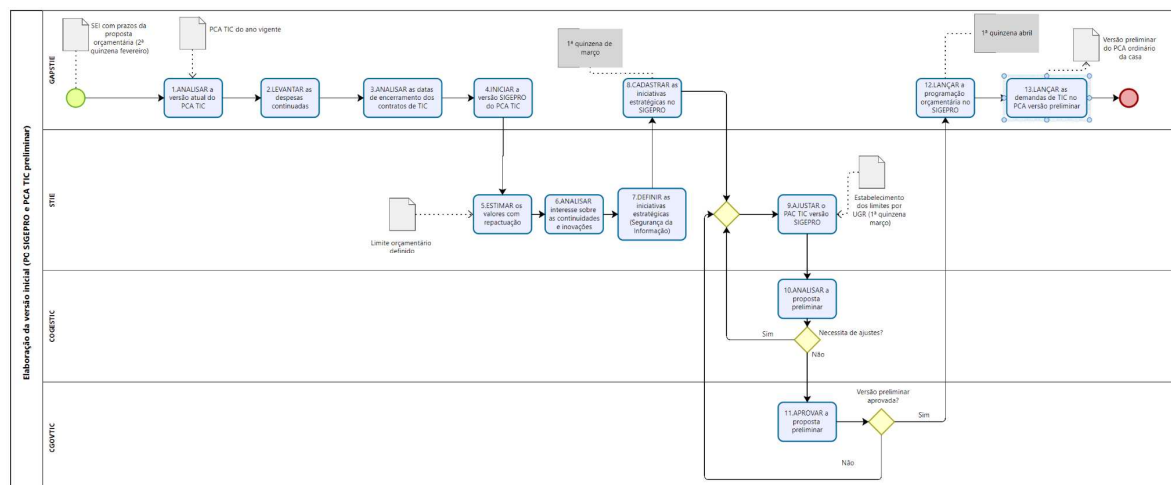 Elaboração da versão inicial (PG SIGEPRO e PCA TIC preliminar)
GAPSTIE
SEI com prazos da
proposta
orçamentária (2ª
quinzena fevereiro)
PCA TIC do ano vigente
1.ANALISAR a
versão atual do
PCA TIC
2.LEVANTAR as
despesas
continuadas
3.ANALISAR as datas
de encerramento dos
contratos de TIC
4.INICIAR a
versão SIGEPRO
do PCA TIC
1ª quinzena de
março
8.CADASTRAR as
iniciativas
estratégicas no
SIGEPRO
1ª quinzena abril
12.LANÇAR a
programação
orçamentária no
SIGEPRO
Versão preliminar
do PCA ordinário
da casa
13.LANÇAR as
demandas de TIC no
PCA versão preliminar
STIE
Limite orçamentário
definido
5.ESTIMAR os
valores com
repactuação
6.ANALISAR
interesse sobre
as continuidades
e inovações
7.DEFINIR as
iniciativas
estratégicas
(Segurança da
Informação)
9.AJUSTAR o
PAC TIC versão
SIGEPRO
Estabelecimento
dos limites por
UGR (1ª quinzena
março)
COGESTIC
10.ANALISAR a
proposta
preliminar
Necessita de ajustes?
Sim
Não
CGOVTIC
11.APROVAR a
proposta
preliminar
Versão preliminar
aprovada?
Sim
Não